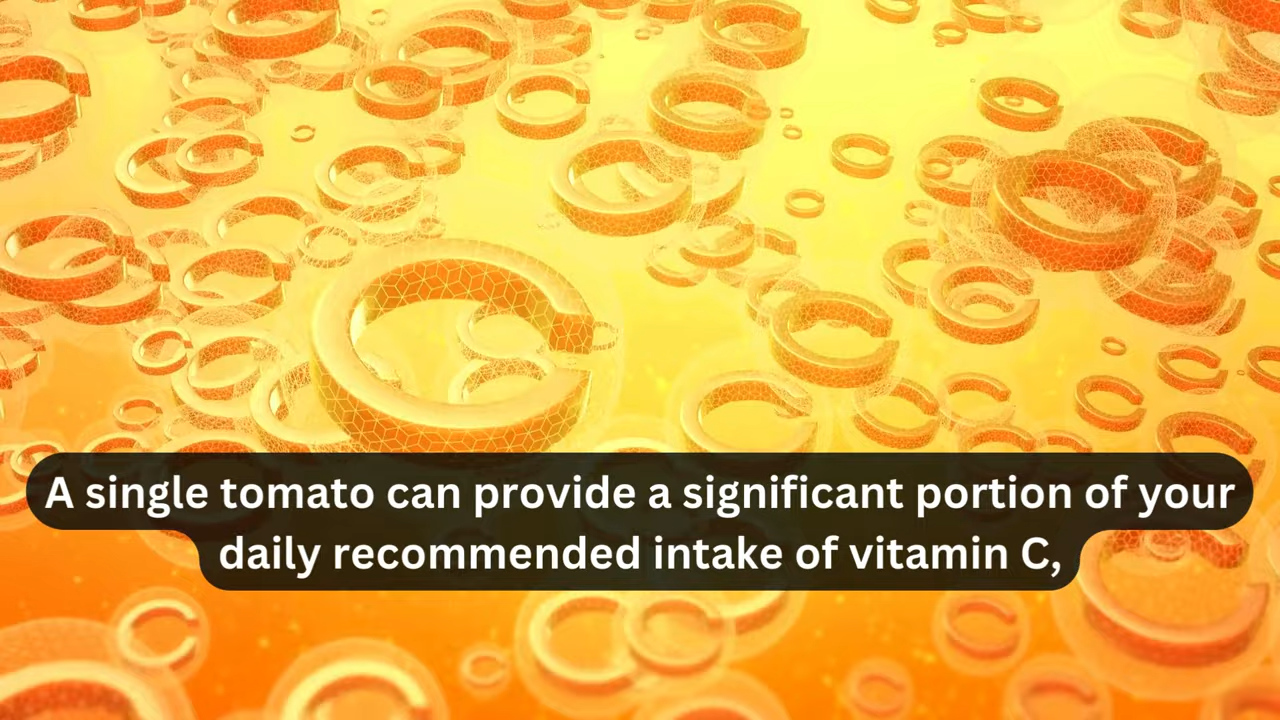 A single tomato can provide a significant portion of your
daily recommended intake of vitamin C,